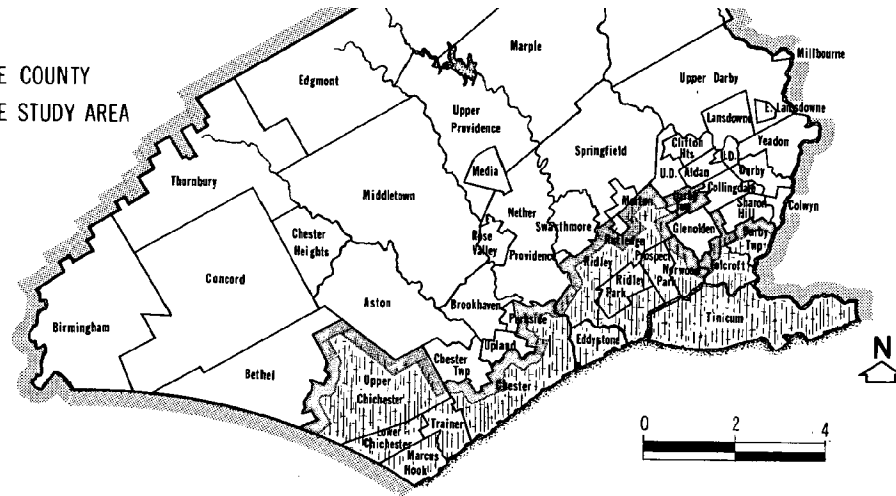 E COUNTY
E STUDY AREA
Marple
Millbourne
Edgmont
Upper Darby
Upper
Providence
E. Lansdowne
Lansdowne
Yeadon
Clifton
Hts
Springfield
Media
U.D.
Aldan
U.D.
Darby
Thornbury
Middletown
Collingdale
Colwyn
Morton
Darby
Twp
Sharon
Hill
Nether
Providence
Swarthmore
Chester
Heights
Rose
Valley
Rutledge
Glenolden
Darby
Twp
Concord
Ridley
Prospect
Park
Norwood
Folcroft
Ridley
Park
Aston
Brookhaven
Parkside
Tinicum
Birmingham
Upland
Eddystone
N
Chester
Twp
Bethel
Upper
Chichester
Chester
Trainer
Lower
Chichester
Marcus
Hook
0 2 4